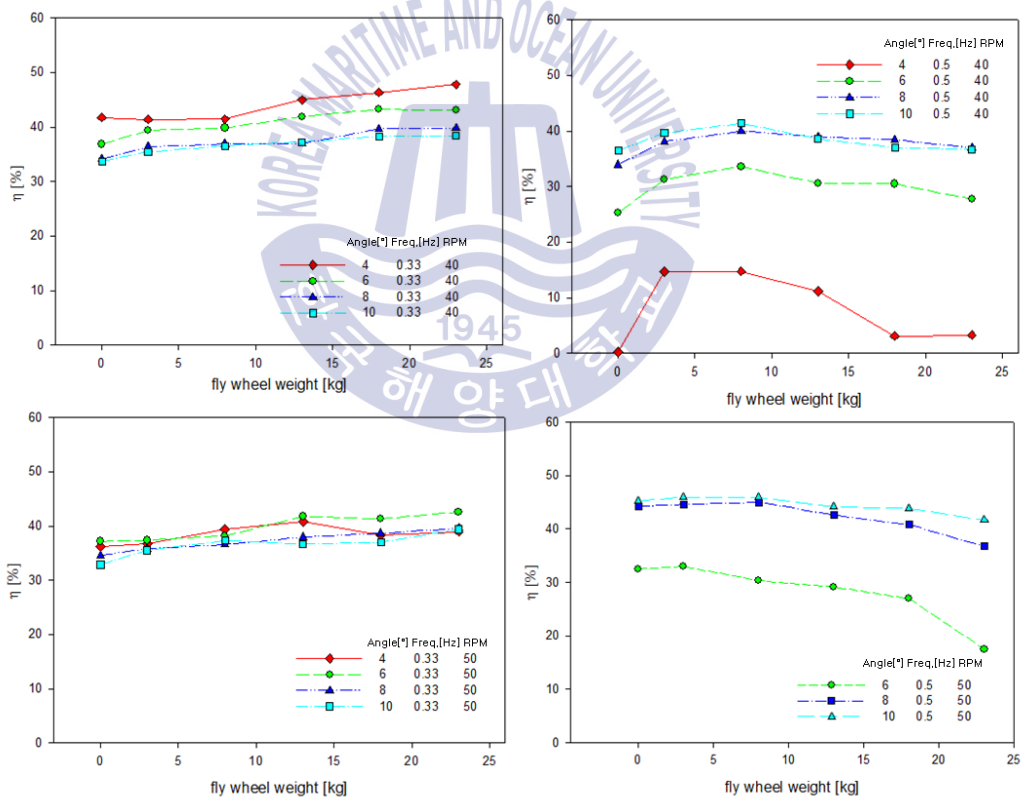 KOREA MARITIME AND OCEAN UNIVERSITY
1945
한국해양대학교
60
50
40
30
20
10
0
η [%]
Angle[°] Freq,[Hz] RPM
4 0.33 40
6 0.33 40
8 0.33 40
10 0.33 40
0 5 10 15 20 25
fly wheel weight [kg]
60
50
40
30
20
10
0
η [%]
Angle[°] Freq,[Hz] RPM
4 0.5 40
6 0.5 40
8 0.5 40
10 0.5 40
0 5 10 15 20 25
fly wheel weight [kg]
60
50
40
30
20
10
0
η [%]
Angle[°] Freq,[Hz] RPM
4 0.33 50
6 0.33 50
8 0.33 50
10 0.33 50
0 5 10 15 20 25
fly wheel weight [kg]
60
50
40
30
20
10
0
η [%]
Angle[°] Freq,[Hz] RPM
6 0.5 50
8 0.5 50
10 0.5 50
0 5 10 15 20 25
fly wheel weight [kg]